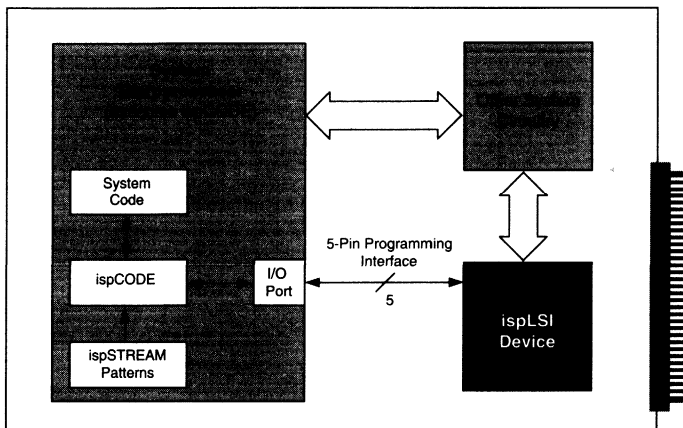 System
Code
ispCODE
I/O
Port
ispSTREAM
Patterns
5-Pin Programming
Interface
5
ispLSI
Device